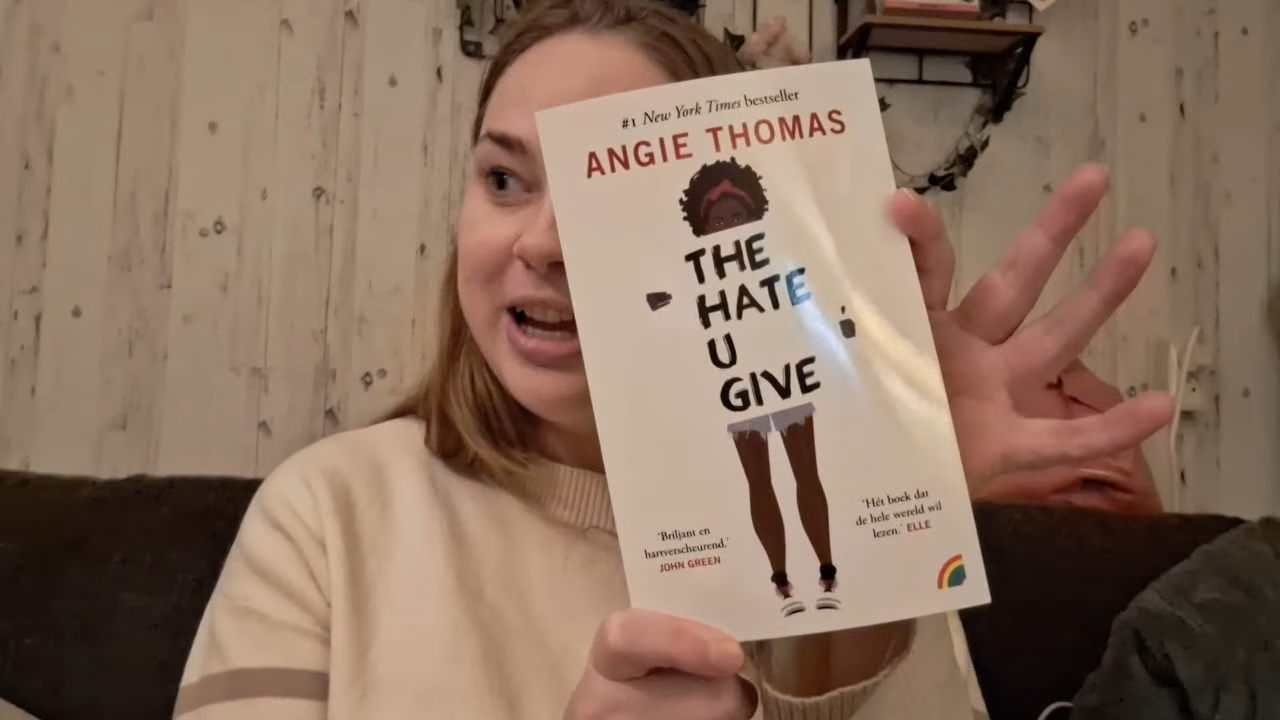 #1 New York Times bestseller
ANGIE THOMAS
THE
HATE
U
GIVE
'Briljant en
hartverscheurend.'
JOHN GREEN
'Hét boek dat
de hele wereld wil
lezen.' ELLE